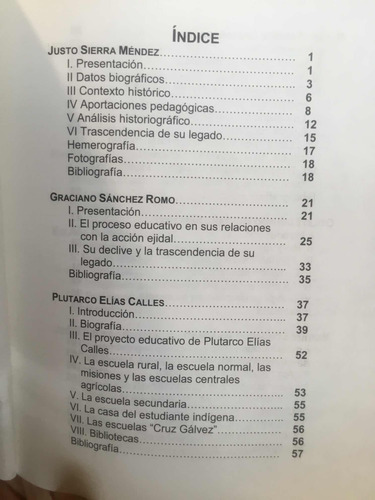 ÍNDICE
JUSTO SIERRA MÉNDEZ 1
I. Presentación 1
II Datos biográficos 3
III Contexto histórico 6
IV Aportaciones pedagógicas 8
V Análisis historiográfico 12
VI Trascendencia de su legado 15
Hemerografía 17
Fotografías 18
Bibliografía 18
GRACIANO SÁNCHEZ ROMO 21
I. Presentación 21
II. El proceso educativo en sus relaciones
con la acción ejidal 25
III. Su declive y la trascendencia de su
legado 33
Bibliografía 35
PLUTARCO ELÍAS CALLES 37
I. Introducción 37
II. Biografía 39
III. El proyecto educativo de Plutarco Elías
Calles 52
IV. La escuela rural, la escuela normal, las
misiones y las escuelas centrales
agrícolas 53
V. La escuela secundaria 55
VI. La casa del estudiante indígena 55
VII. Las escuelas “Cruz Gálvez” 56
VIII. Bibliotecas 56
Bibliografía 57